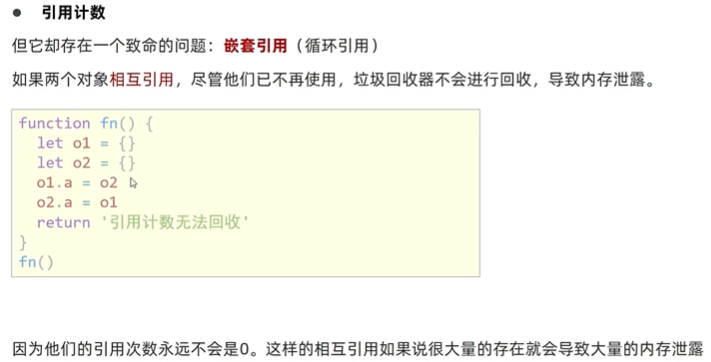 ● 引用计数
但它却存在一个致命的问题：嵌套引用（循环引用）
如果两个对象相互引用，尽管他们已不再使用，垃圾回收器不会进行回收，导致内存泄露。
function fn() {
  let o1 = {}
  let o2 = {}
  o1.a = o2
  o2.a = o1
  return '引用计数无法回收'
}
fn()
因为他们的引用次数永远不会是0。这样的相互引用如果说很大量的存在就会导致大量的内存泄露